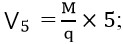 V₅ = M/q × 5;